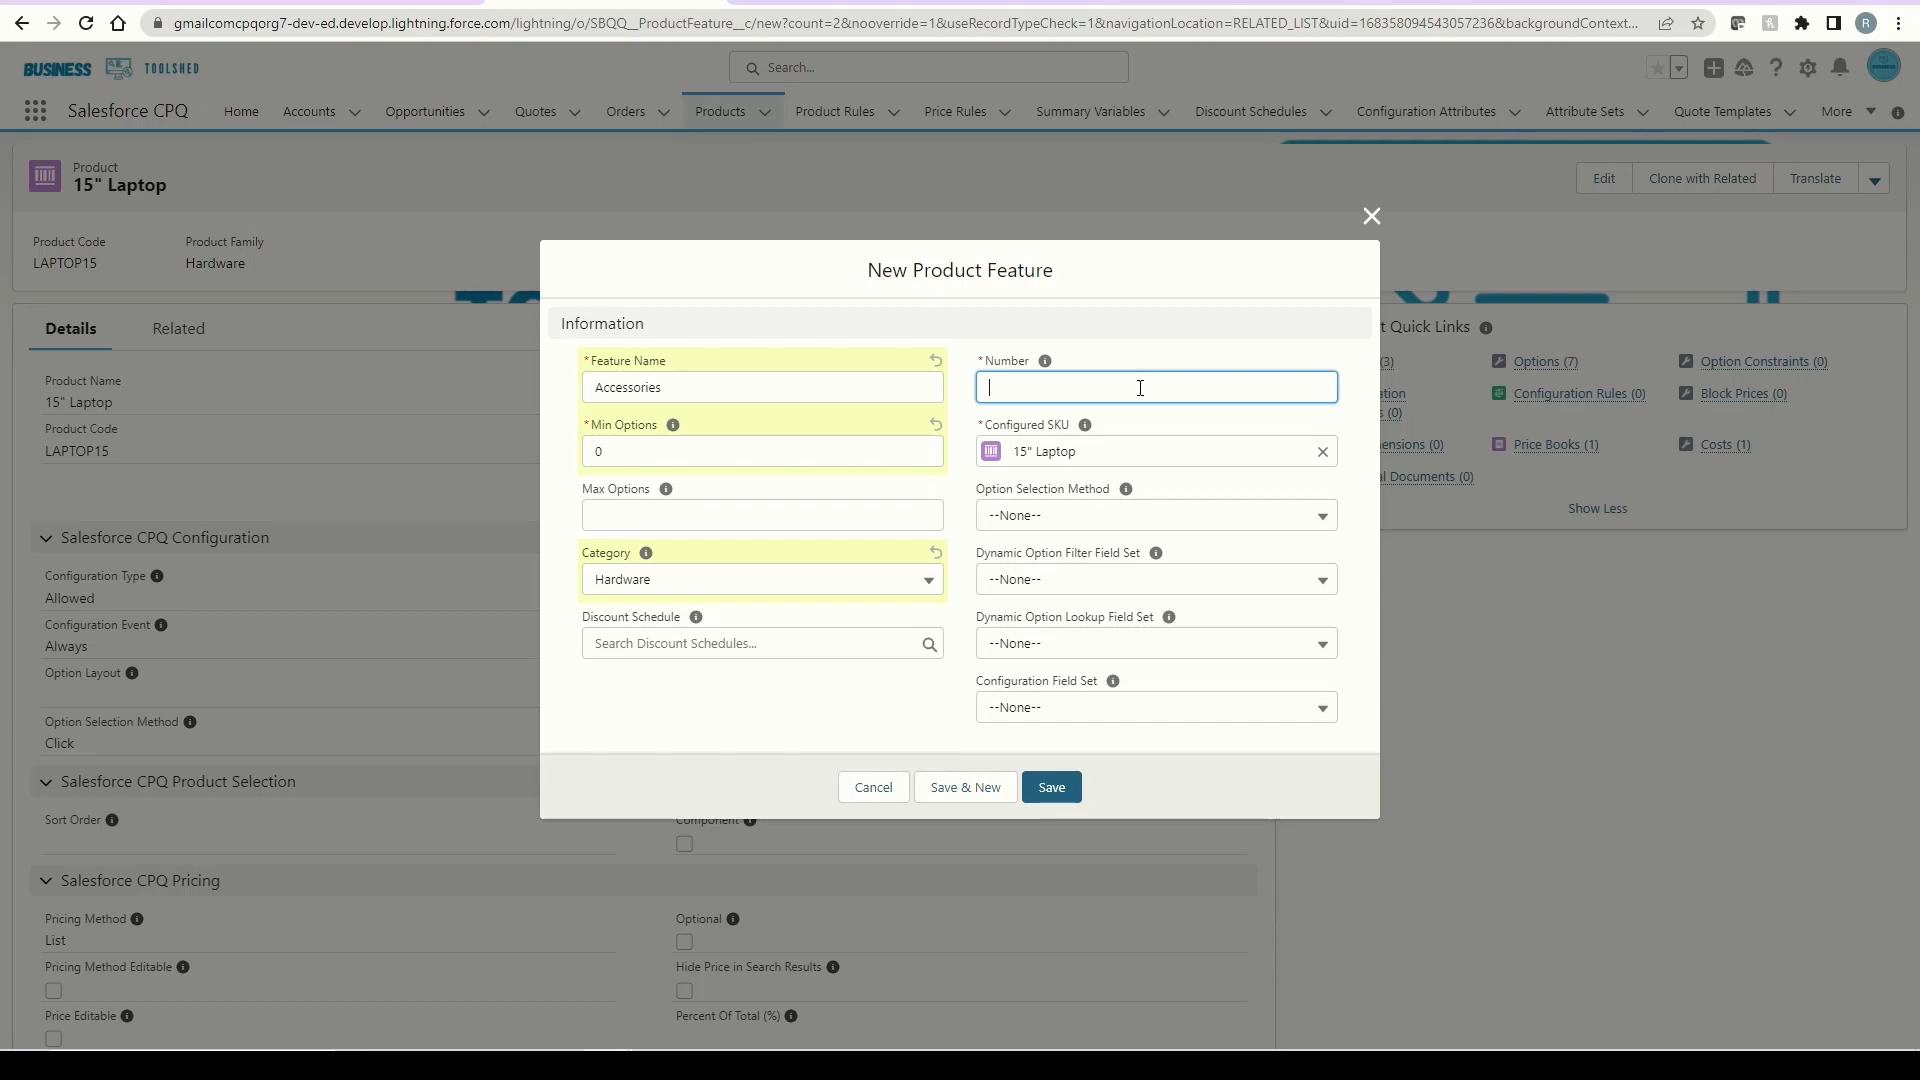 gmailcomcpqorg7-dev-ed.develop.lightning.force.com/lightning/o/SBQQ__ProductFeature__c/new?count=2&nooverride=1&useRecordTypeCheck=1&navigationLocation=RELATED_LIST&uid=168358094543057236&backgroundContext...
R
BUSINESS TOOLSHED
Search...
Salesforce CPQ
Home
Accounts
Opportunities
Quotes
Orders
Products
Product Rules
Price Rules
Summary Variables
Discount Schedules
Configuration Attributes
Attribute Sets
Quote Templates
More
Product
15" Laptop
Edit
Clone with Related
Translate
Product Code
LAPTOP15
Product Family
Hardware
Details
Related
Product Name
15" Laptop
Product Code
LAPTOP15
Salesforce CPQ Configuration
Configuration Type
Allowed
Configuration Event
Always
Option Layout
Option Selection Method
Click
Salesforce CPQ Product Selection
Sort Order
Component
Salesforce CPQ Pricing
Pricing Method
List
Optional
Pricing Method Editable
Hide Price in Search Results
Price Editable
Percent Of Total (%)
New Product Feature
Information
*Feature Name
Accessories
*Number
*Min Options
0
*Configured SKU
15" Laptop
Max Options
Option Selection Method
--None--
Category
Hardware
Dynamic Option Filter Field Set
--None--
Discount Schedule
Search Discount Schedules...
Dynamic Option Lookup Field Set
--None--
Configuration Field Set
--None--
Cancel
Save & New
Save
t Quick Links
(3)
Options (7)
Option Constraints (0)
ation
s (0)
Configuration Rules (0)
Block Prices (0)
ensions (0)
Price Books (1)
Costs (1)
al Documents (0)
Show Less